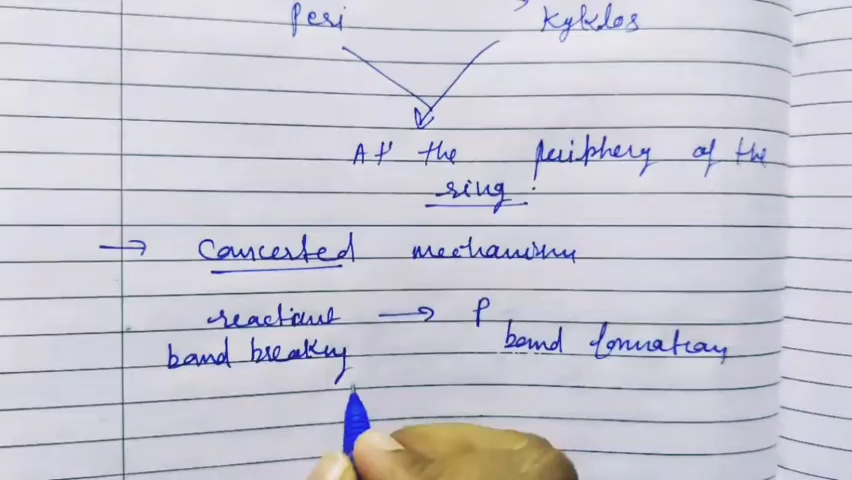 Peri Kyklos
At the periphery of the
ring.
→ Concerted mechanism
reactant → P
bond breaking bond formation